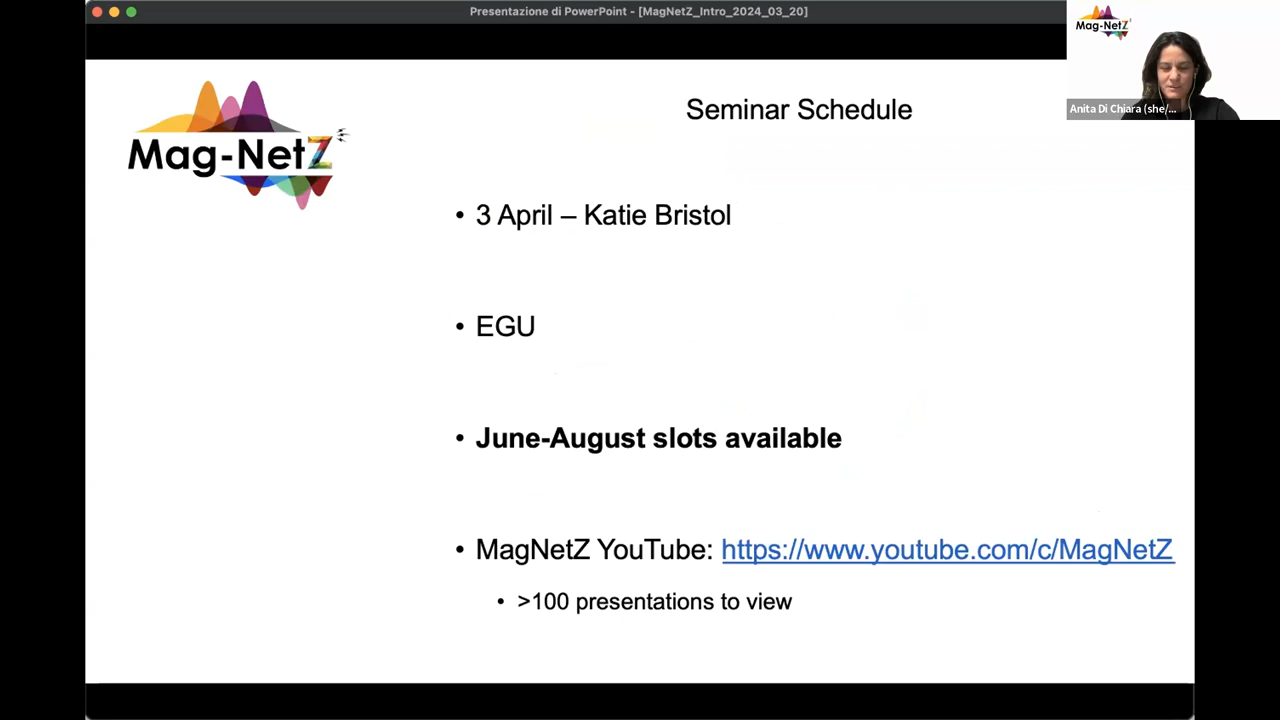 Presentazione di PowerPoint - [MagNetZ_Intro_2024_03_20]
Mag-NetZ
Anita Di Chiara (she/...
Mag-NetZ
Seminar Schedule
• 3 April – Katie Bristol
• EGU
• June-August slots available
• MagNetZ YouTube: https://www.youtube.com/c/MagNetZ
• >100 presentations to view